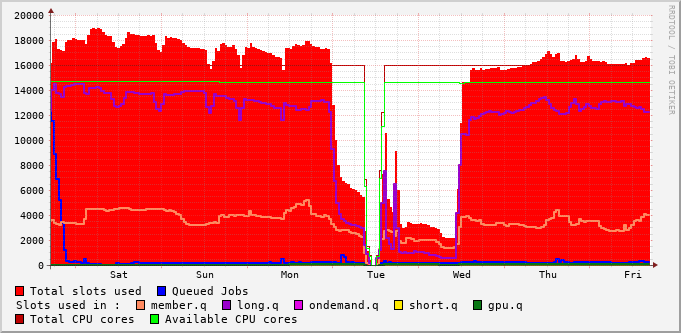 20000
18000
16000
14000
12000
10000
8000
6000
4000
2000
0
Sat Sun Mon Tue Wed Thu Fri
RRDTOOL / TOBI OETIKER
Total slots used Queued Jobs
Slots used in : member.q long.q ondemand.q short.q gpu.q
Total CPU cores Available CPU cores